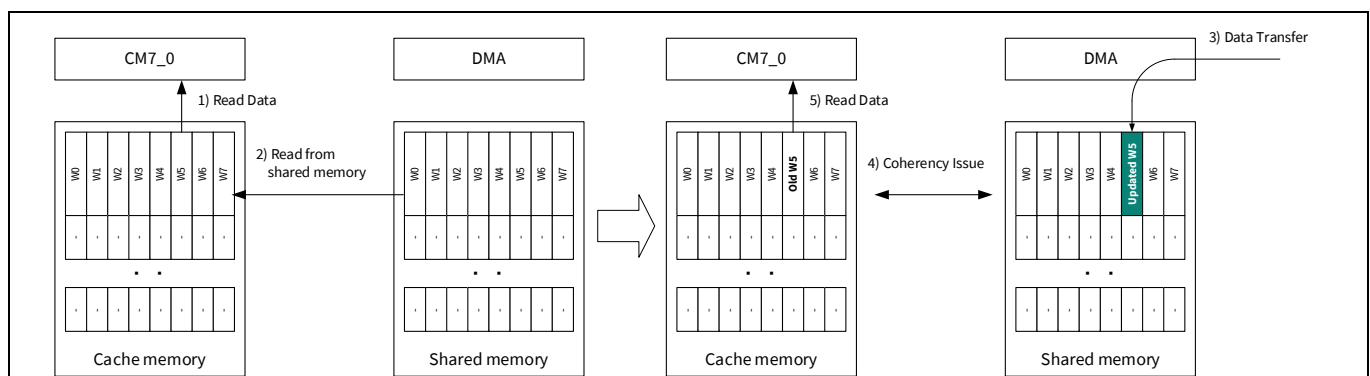 CM7_0
DMA
CM7_0
DMA
3) Data Transfer
1) Read Data
5) Read Data
W0 W1 W2 W3 W4 W5 W6 W7
2) Read from
shared memory
W0 W1 W2 W3 W4 W5 W6 W7
W0 W1 W2 W3 W4 Old W5 W6 W7
4) Coherency Issue
W0 W1 W2 W3 W4 Updated W5 W6 W7
- - - - - - - -
- - - - - - - -
- - - - - - - -
- - - - - - - -
. .
. .
. .
. .
- - - - - - - -
- - - - - - - -
- - - - - - - -
- - - - - - - -
Cache memory
Shared memory
Cache memory
Shared memory